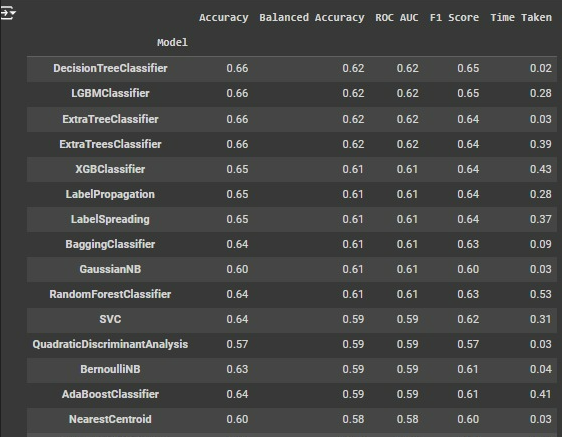 Accuracy Balanced Accuracy ROC AUC F1 Score Time Taken
Model
DecisionTreeClassifier 0.66 0.62 0.62 0.65 0.02
LGBMClassifier 0.66 0.62 0.62 0.65 0.28
ExtraTreeClassifier 0.66 0.62 0.62 0.64 0.03
ExtraTreesClassifier 0.66 0.62 0.62 0.64 0.39
XGBClassifier 0.65 0.61 0.61 0.64 0.43
LabelPropagation 0.65 0.61 0.61 0.64 0.28
LabelSpreading 0.65 0.61 0.61 0.64 0.37
BaggingClassifier 0.64 0.61 0.61 0.63 0.09
GaussianNB 0.60 0.61 0.61 0.60 0.03
RandomForestClassifier 0.64 0.61 0.61 0.63 0.53
SVC 0.64 0.59 0.59 0.62 0.31
QuadraticDiscriminantAnalysis 0.57 0.59 0.59 0.57 0.03
BernoulliNB 0.63 0.59 0.59 0.61 0.04
AdaBoostClassifier 0.64 0.59 0.59 0.61 0.41
NearestCentroid 0.60 0.58 0.58 0.60 0.03